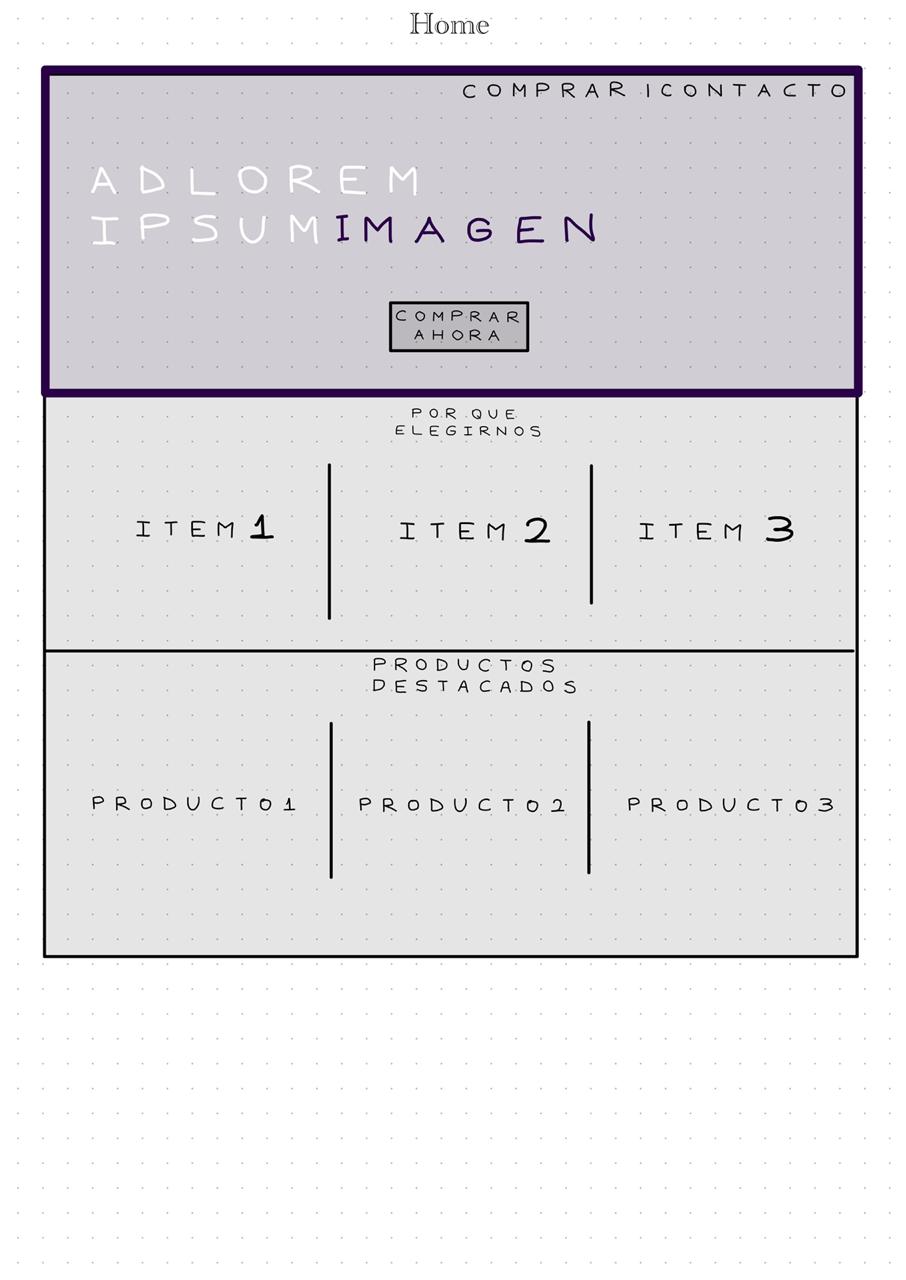 Home
COMPRAR |CONTACTO
ADLOREM
IPSUMIMAGEN
COMPRAR
AHORA
POR QUE
ELEGIRNOS
ITEM 1
ITEM 2
ITEM 3
PRODUCTOS
DESTACADOS
PRODUCTO1
PRODUCTO2
PRODUCTO3